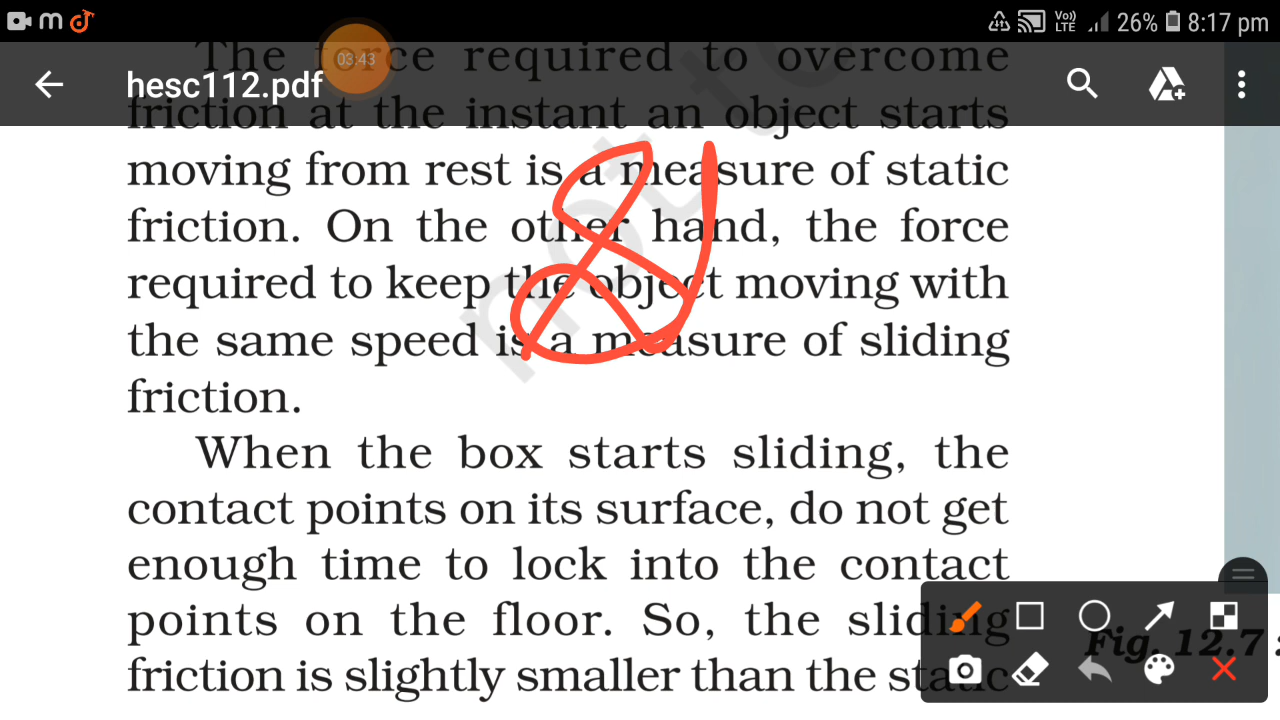 26% 8:17 pm
The force required to overcome
03:43
hesc112.pdf
friction at the instant an object starts
moving from rest is a measure of static
friction. On the other hand, the force
required to keep the object moving with
the same speed is a measure of sliding
friction.
When the box starts sliding, the
contact points on its surface, do not get
enough time to lock into the contact
points on the floor. So, the sliding
Fig. 12.7 :
friction is slightly smaller than the static